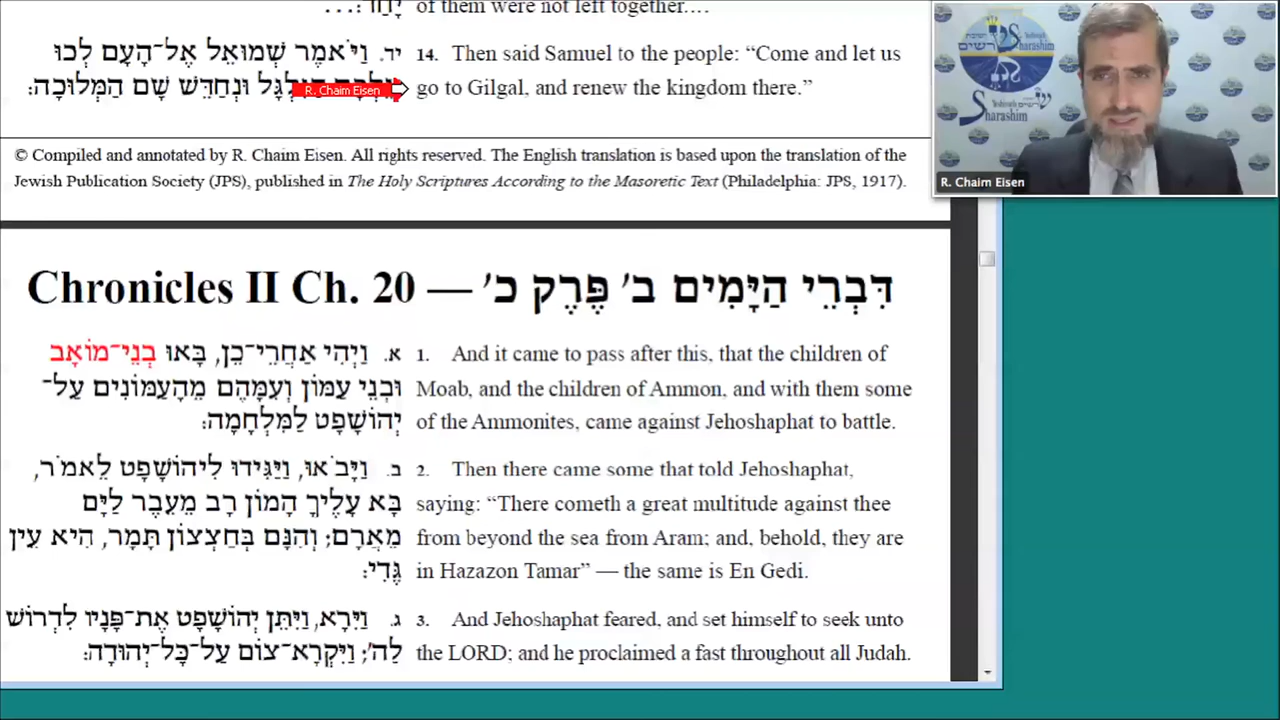 יַחַד:...
of them were not left together....
יד. וַיֹּאמֶר שְׁמוּאֵל אֶל־הָעָם לְכוּ
14. Then said Samuel to the people: “Come and let us
וּנְחַדֵּשׁ שָׁם הַמְּלוּכָה:
R. Chaim Eisen
go to Gilgal, and renew the kingdom there.”
© Compiled and annotated by R. Chaim Eisen. All rights reserved. The English translation is based upon the translation of the
Jewish Publication Society (JPS), published in The Holy Scriptures According to the Masoretic Text (Philadelphia: JPS, 1917).
Chronicles II Ch. 20 — דִּבְרֵי הַיָּמִים ב' פֶּרֶק כ'
א. וַיְהִי אַחֲרֵי־כֵן, בָּאוּ בְנֵי־מוֹאָב
וּבְנֵי עַמּוֹן וְעִמָּהֶם מֵהָעַמּוֹנִים עַל־
יְהוֹשָׁפָט לַמִּלְחָמָה:
1. And it came to pass after this, that the children of
Moab, and the children of Ammon, and with them some
of the Ammonites, came against Jehoshaphat to battle.
ב. וַיָּבֹאוּ, וַיַּגִּידוּ לִיהוֹשָׁפָט לֵאמֹר,
בָּא עָלֶיךָ הָמוֹן רָב מֵעֵבֶר לַיָּם
מֵאֲרָם; וְהִנָּם בְּחַצְצוֹן תָּמָר, הִיא עֵין
גֶּדִי:
2. Then there came some that told Jehoshaphat,
saying: “There cometh a great multitude against thee
from beyond the sea from Aram; and, behold, they are
in Hazazon Tamar” — the same is En Gedi.
ג. וַיִּרָא, וַיִּתֵּן יְהוֹשָׁפָט אֶת־פָּנָיו לִדְרוֹשׁ
לַה'; וַיִּקְרָא־צוֹם עַל־כָּל־יְהוּדָה:
3. And Jehoshaphat feared, and set himself to seek unto
the LORD; and he proclaimed a fast throughout all Judah.
שרשים
Sharashim
Yeshivat
Sharashim
R. Chaim Eisen